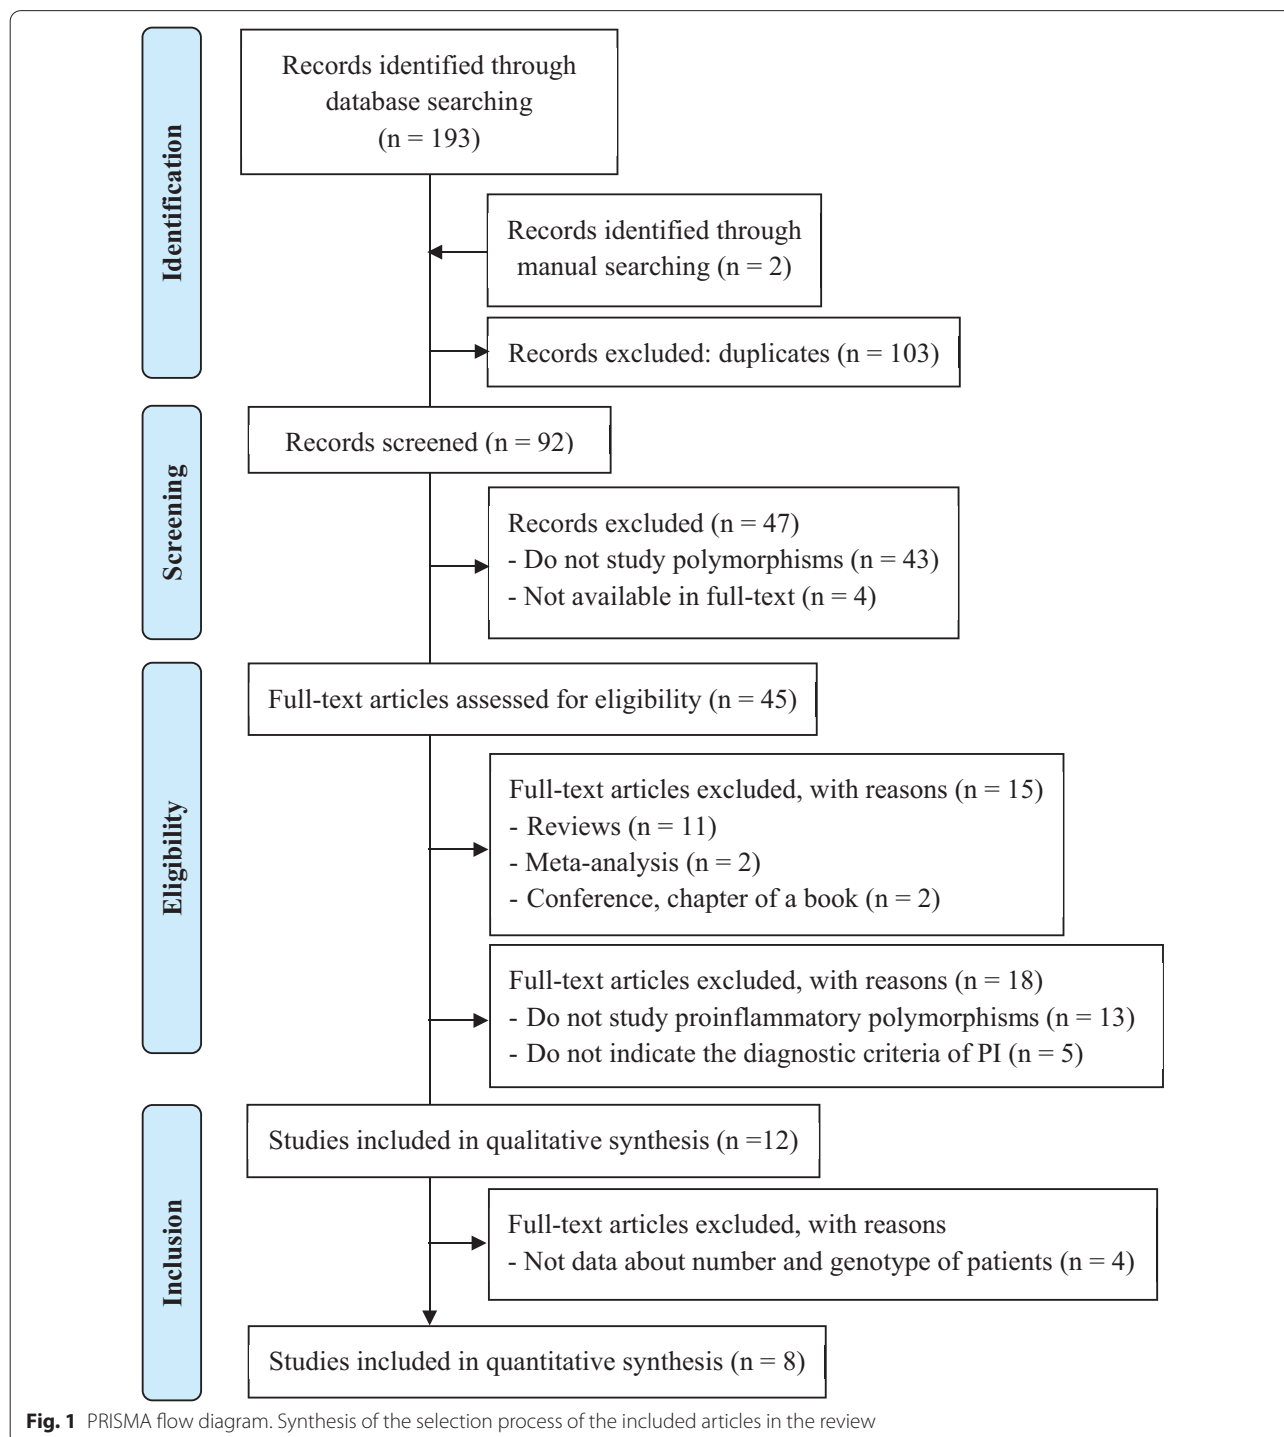 Identification
Records identified through
database searching
(n = 193)
Records identified through
manual searching (n = 2)
Records excluded: duplicates (n = 103)
Screening
Records screened (n = 92)
Records excluded (n = 47)
- Do not study polymorphisms (n = 43)
- Not available in full-text (n = 4)
Eligibility
Full-text articles assessed for eligibility (n = 45)
Full-text articles excluded, with reasons (n = 15)
- Reviews (n = 11)
- Meta-analysis (n = 2)
- Conference, chapter of a book (n = 2)
Full-text articles excluded, with reasons (n = 18)
- Do not study proinflammatory polymorphisms (n = 13)
- Do not indicate the diagnostic criteria of PI (n = 5)
Inclusion
Studies included in qualitative synthesis (n =12)
Full-text articles excluded, with reasons
- Not data about number and genotype of patients (n = 4)
Studies included in quantitative synthesis (n = 8)
Fig. 1 PRISMA flow diagram. Synthesis of the selection process of the included articles in the review